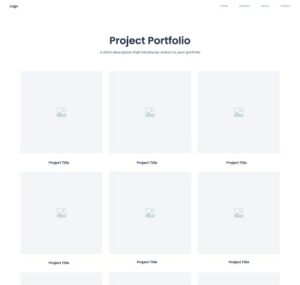 Logo
Home Portfolio About Contact
Project Portfolio
A short description that introduces visitors to your portfolio
Project Title Project Title Project Title
Project Title Project Title Project Title